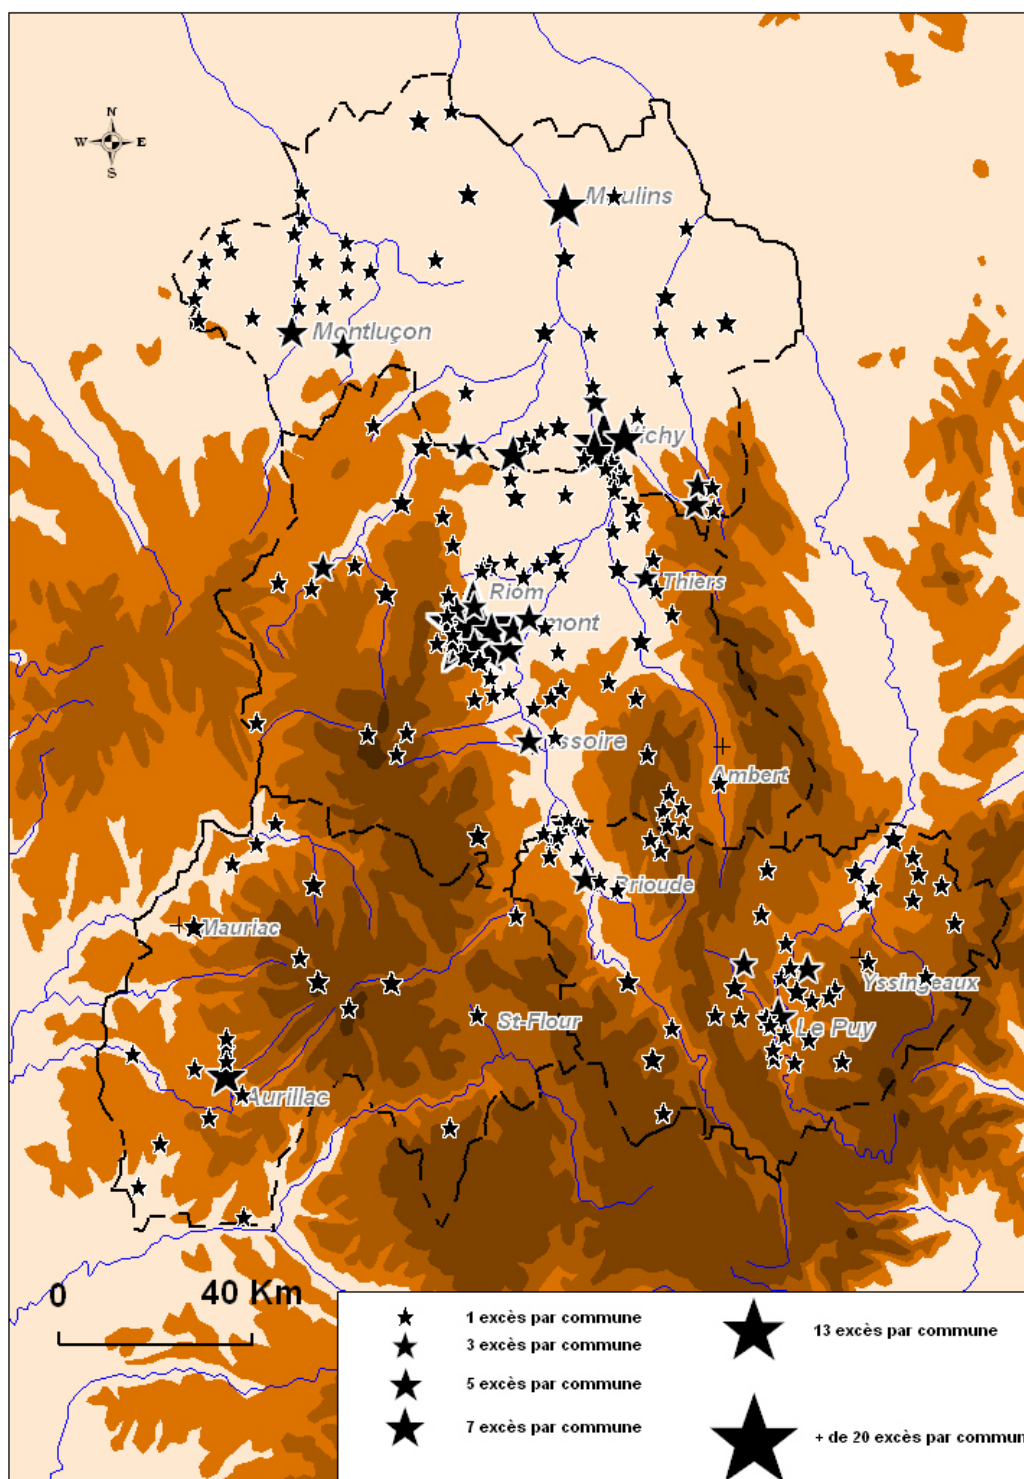 N
W E
S
Moulins
Montluçon
Vichy
Thiers
Riom
mont
Issoire
Ambert
Brioude
Mauriac
Yssingeaux
St-Flour
Le Puy
Aurillac
0 40 Km
1 excès par commune
3 excès par commune
5 excès par commune
7 excès par commune
13 excès par commune
+ de 20 excès par commun